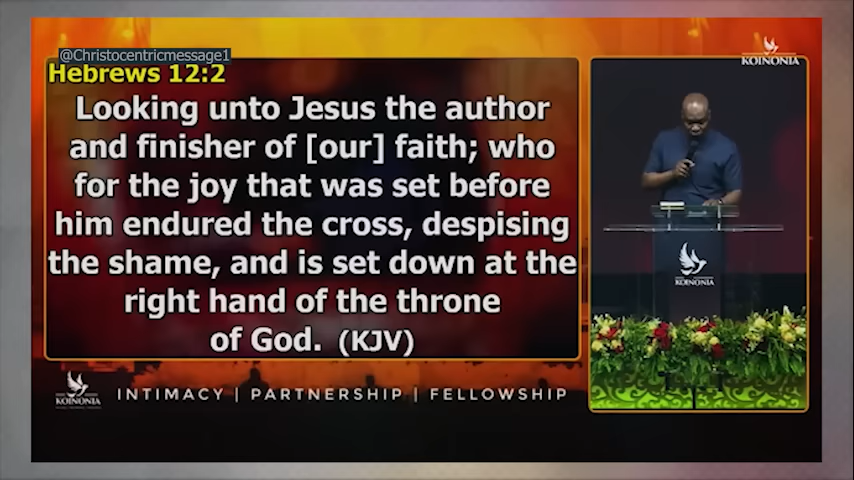 @Christocentricmessage1
Hebrews 12:2
Looking unto Jesus the author
and finisher of [our] faith; who
for the joy that was set before
him endured the cross, despising
the shame, and is set down at the
right hand of the throne
of God. (KJV)
KOINONIA
KOINONIA
KOINONIA
INTIMACY | PARTNERSHIP | FELLOWSHIP